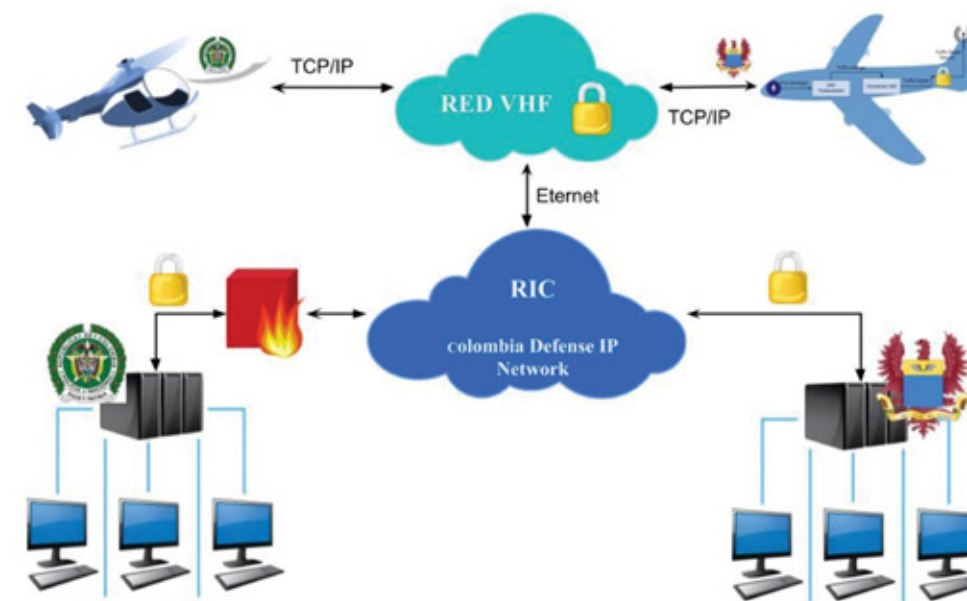 TCP/IP
RED VHF
TCP/IP
Eternet
RIC
colombia Defense IP
Network